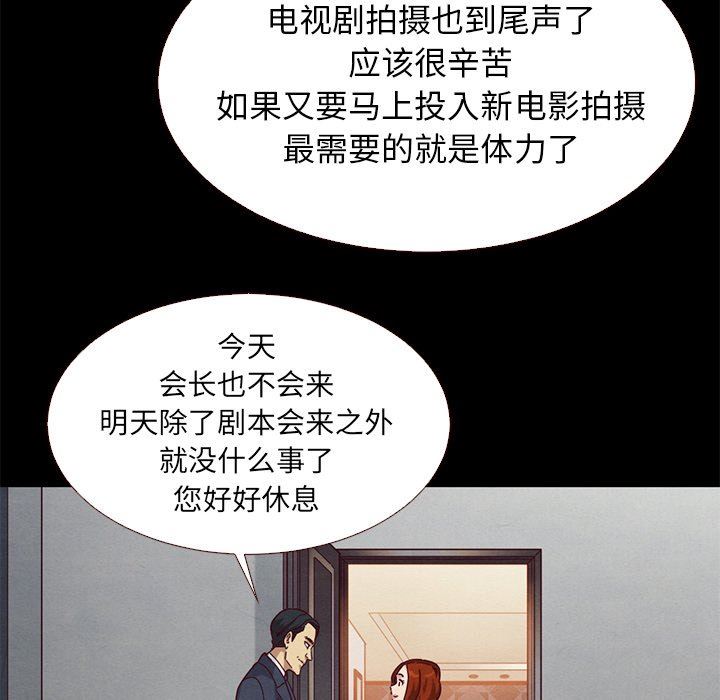 电视剧拍摄也到尾声了
应该很辛苦
如果又要马上投入新电影拍摄
最需要的就是体力了
今天
会长也不会来
明天除了剧本会来之外
就没什么事了
您好好休息